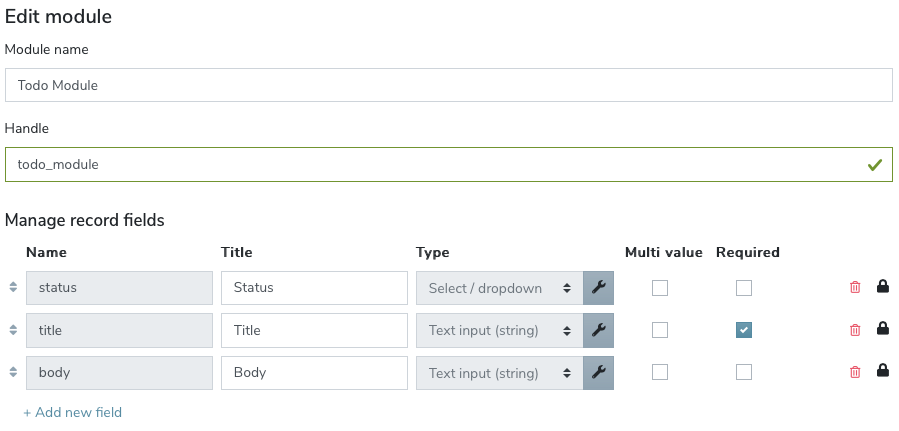 Edit module
Module name
Todo Module
Handle
todo_module
Manage record fields
Name Title Type Multi value Required
status Status Select / dropdown
title Title Text input (string)
body Body Text input (string)
+ Add new field